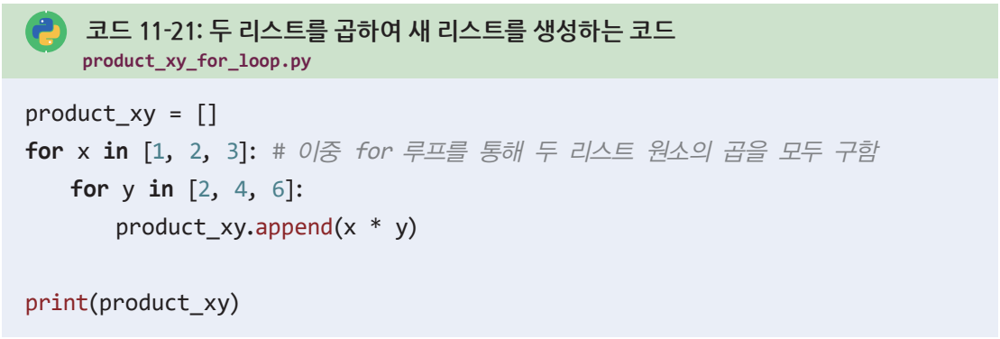 코드 11-21: 두 리스트를 곱하여 새 리스트를 생성하는 코드
product_xy_for_loop.py
product_xy = []
for x in [1, 2, 3]: # 이중 for 루프를 통해 두 리스트 원소의 곱을 모두 구함
    for y in [2, 4, 6]:
        product_xy.append(x * y)
print(product_xy)